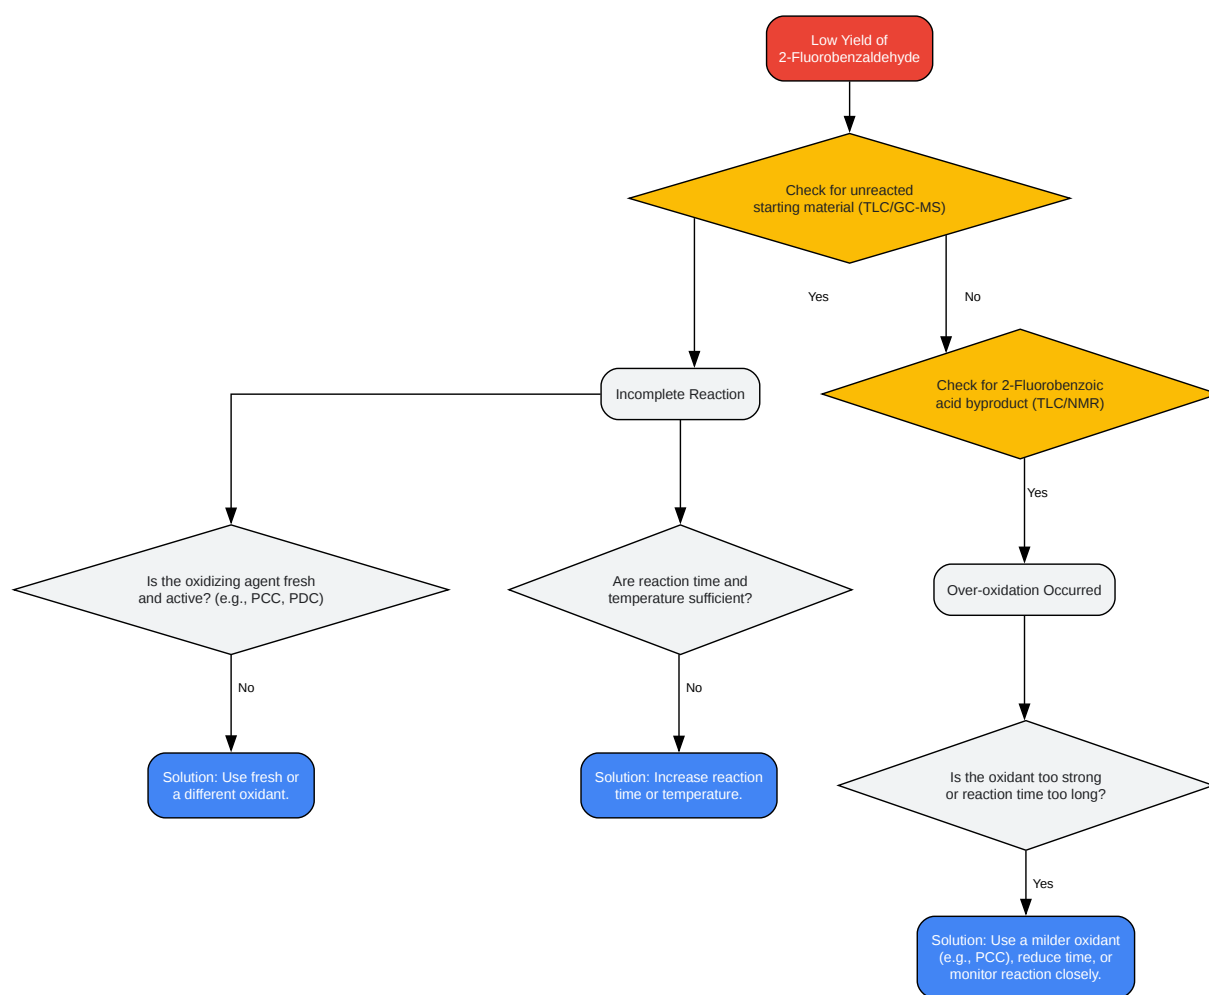 Low Yield of
2-Fluorobenzaldehyde
Check for unreacted
starting material (TLC/GC-MS)
Yes
No
Incomplete Reaction
Check for 2-Fluorobenzoic
acid byproduct (TLC/NMR)
Yes
Is the oxidizing agent fresh
and active? (e.g., PCC, PDC)
Are reaction time and
temperature sufficient?
Over-oxidation Occurred
No
No
Solution: Use fresh or
a different oxidant.
Solution: Increase reaction
time or temperature.
Is the oxidant too strong
or reaction time too long?
Yes
Solution: Use a milder oxidant
(e.g., PCC), reduce time, or
monitor reaction closely.